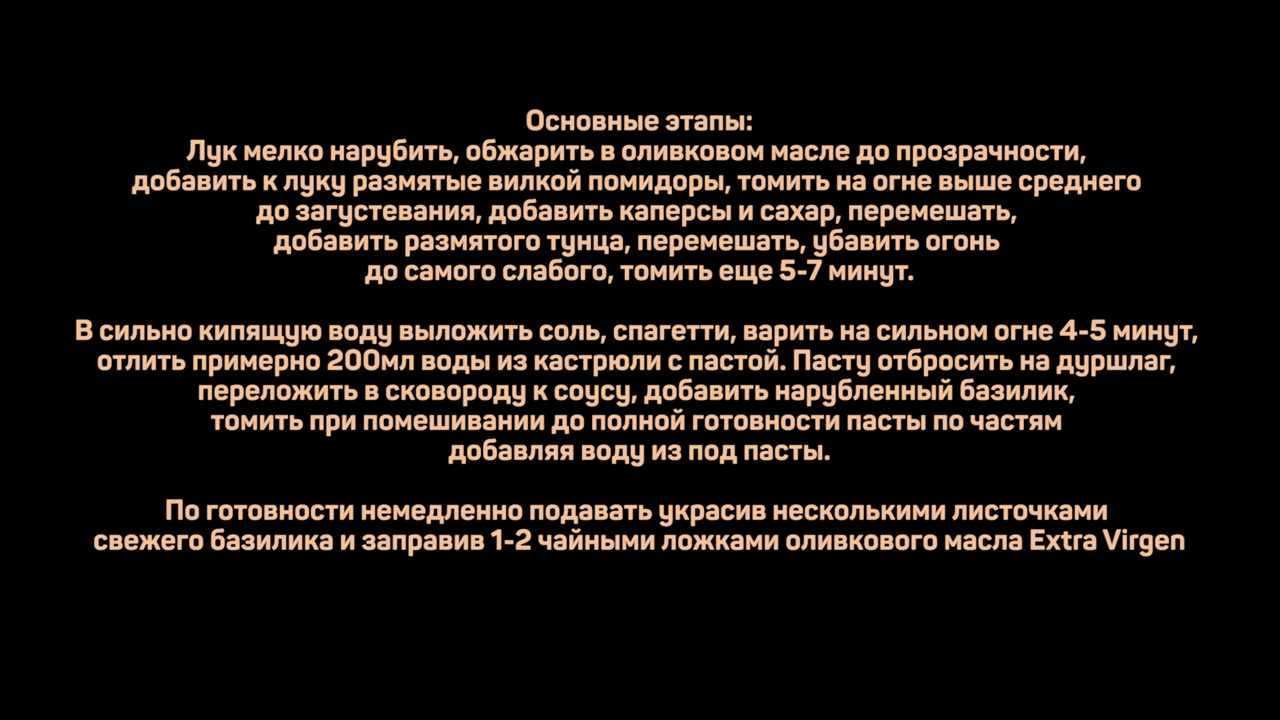 Основные этапы:
Лук мелко нарубить, обжарить в оливковом масле до прозрачности,
добавить к луку размятые вилкой помидоры, томить на огне выше среднего
до загустевания, добавить каперсы и сахар, перемешать,
добавить размятого тунца, перемешать, убавить огонь
до самого слабого, томить еще 5-7 минут.
В сильно кипящую воду выложить соль, спагетти, варить на сильном огне 4-5 минут,
отлить примерно 200мл воды из кастрюли с пастой. Пасту отбросить на дуршлаг,
переложить в сковороду к соусу, добавить нарубленный базилик,
томить при помешивании до полной готовности пасты по частям
добавляя воду из под пасты.
По готовности немедленно подавать украсив несколькими листочками
свежего базилика и заправив 1-2 чайными ложками оливкового масла Extra Virgen